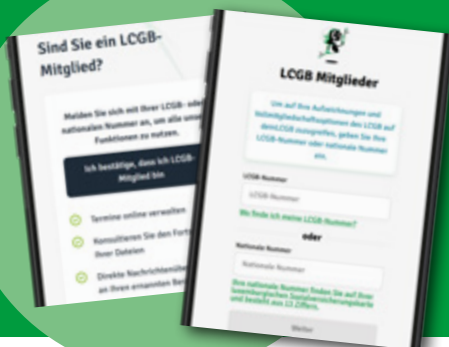 Sind Sie ein LCGB-
Mitglied?
Melden Sie sich mit Ihrer LCGB- oder
nationalen Nummer an, um alle
Funktionen zu nutzen.
Ich bestätige, dass ich LCGB-
Mitglied bin
Termine online verwalten
Konsultieren Sie den
Ihrer Dateien
Direkte
an Ihren ernannten
LCGB Mitglieder
Um auf Ihre Aufzeichnungen und
des LCGB auf
deinLCGB zuzugreifen, geben Sie Ihre
LCGB-Nummer oder nationale Nummer
ein.
LCGB-Nummer
LCGB-Nummer
Wo finde ich meine LCGB-Nummer?
oder
Nationale Nummer
Nationale Nummer
Ihre nationale Nummer finden Sie auf Ihrer
luxemburgischen Sozialversicherungskarte
und besteht aus 13 Ziffern.
Weiter